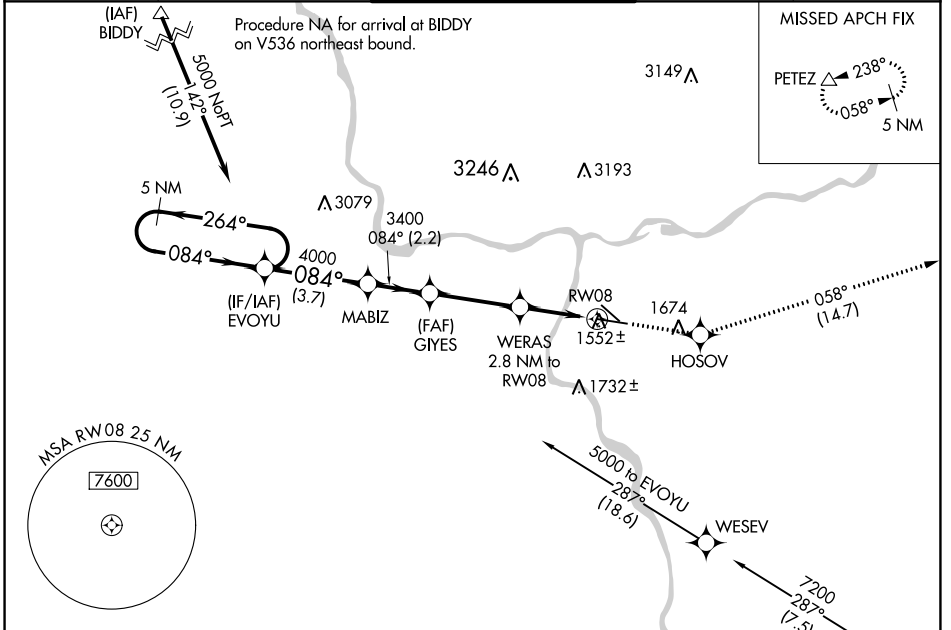 (IAF)
BIDDY
Procedure NA for arrival at BIDDY
on V536 northeast bound.
MISSED APCH FIX
PETEZ
238°
058°
5 NM
5000 NoPT
142°
(10.9)
3149
3246
3193
3079
5 NM
264°
084°
3400
084° (2.2)
4000
084°
(3.7)
(IF/IAF)
EVOYU
MABIZ
(FAF)
GIYES
WERAS
2.8 NM to
RW08
RW08
1552±
1674
HOSOV
058°
(14.7)
1732±
MSA RW08 25 NM
7600
5000 to EVOYU
287°
(18.6)
WESEV
7200
287°
(7.5)